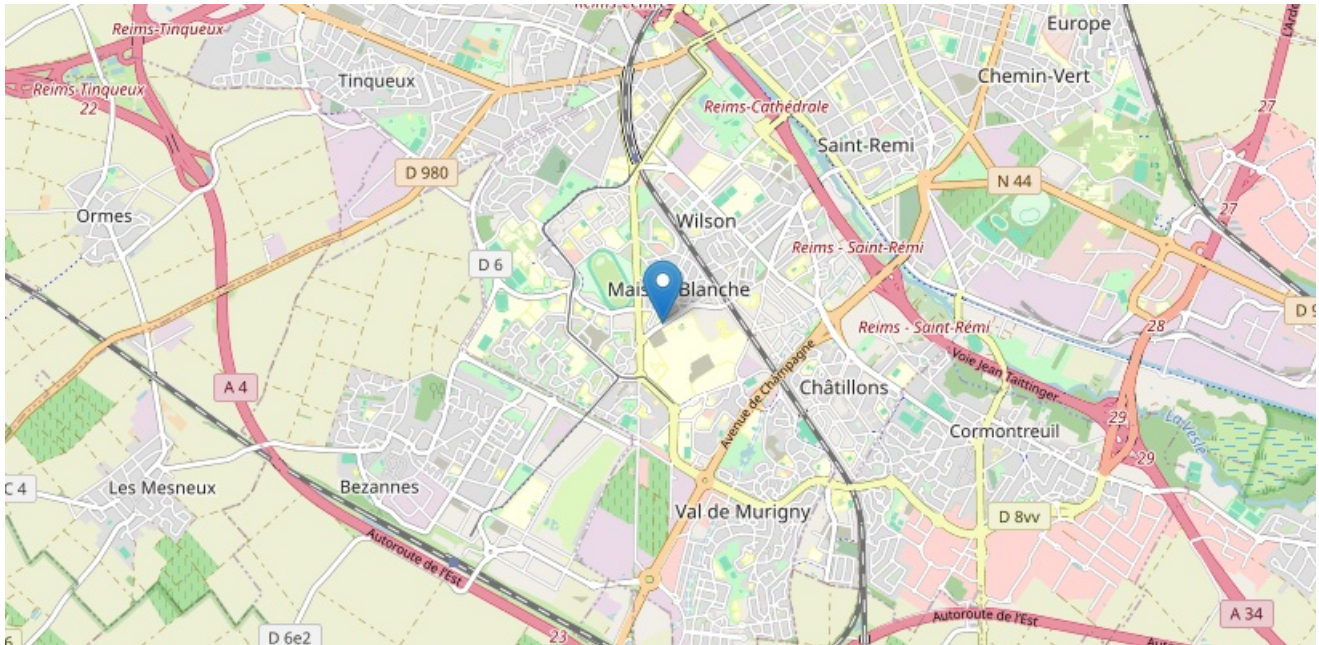 Reims-Tinqueux
Europe
Tinqueux
Chemin-Vert
Reims-Tinqueux
22
Reims-Cathédrale
27
Saint-Remi
D 980
N 44
Ormes
Wilson
27
Reims - Saint-Rémi
D 6
Blanche
28
Reims - Saint-Rémi
Voie Jean Taittinger
A 4
Avenue de Champagne
Châtillons
29
La Vesle
Cormontreuil
29
Les Mesneux
Bezannes
C 4
Val de Murigny
D 8vv
Autoroute de l'Est
A 34
Autoroute de l'Est
D 6e2
23